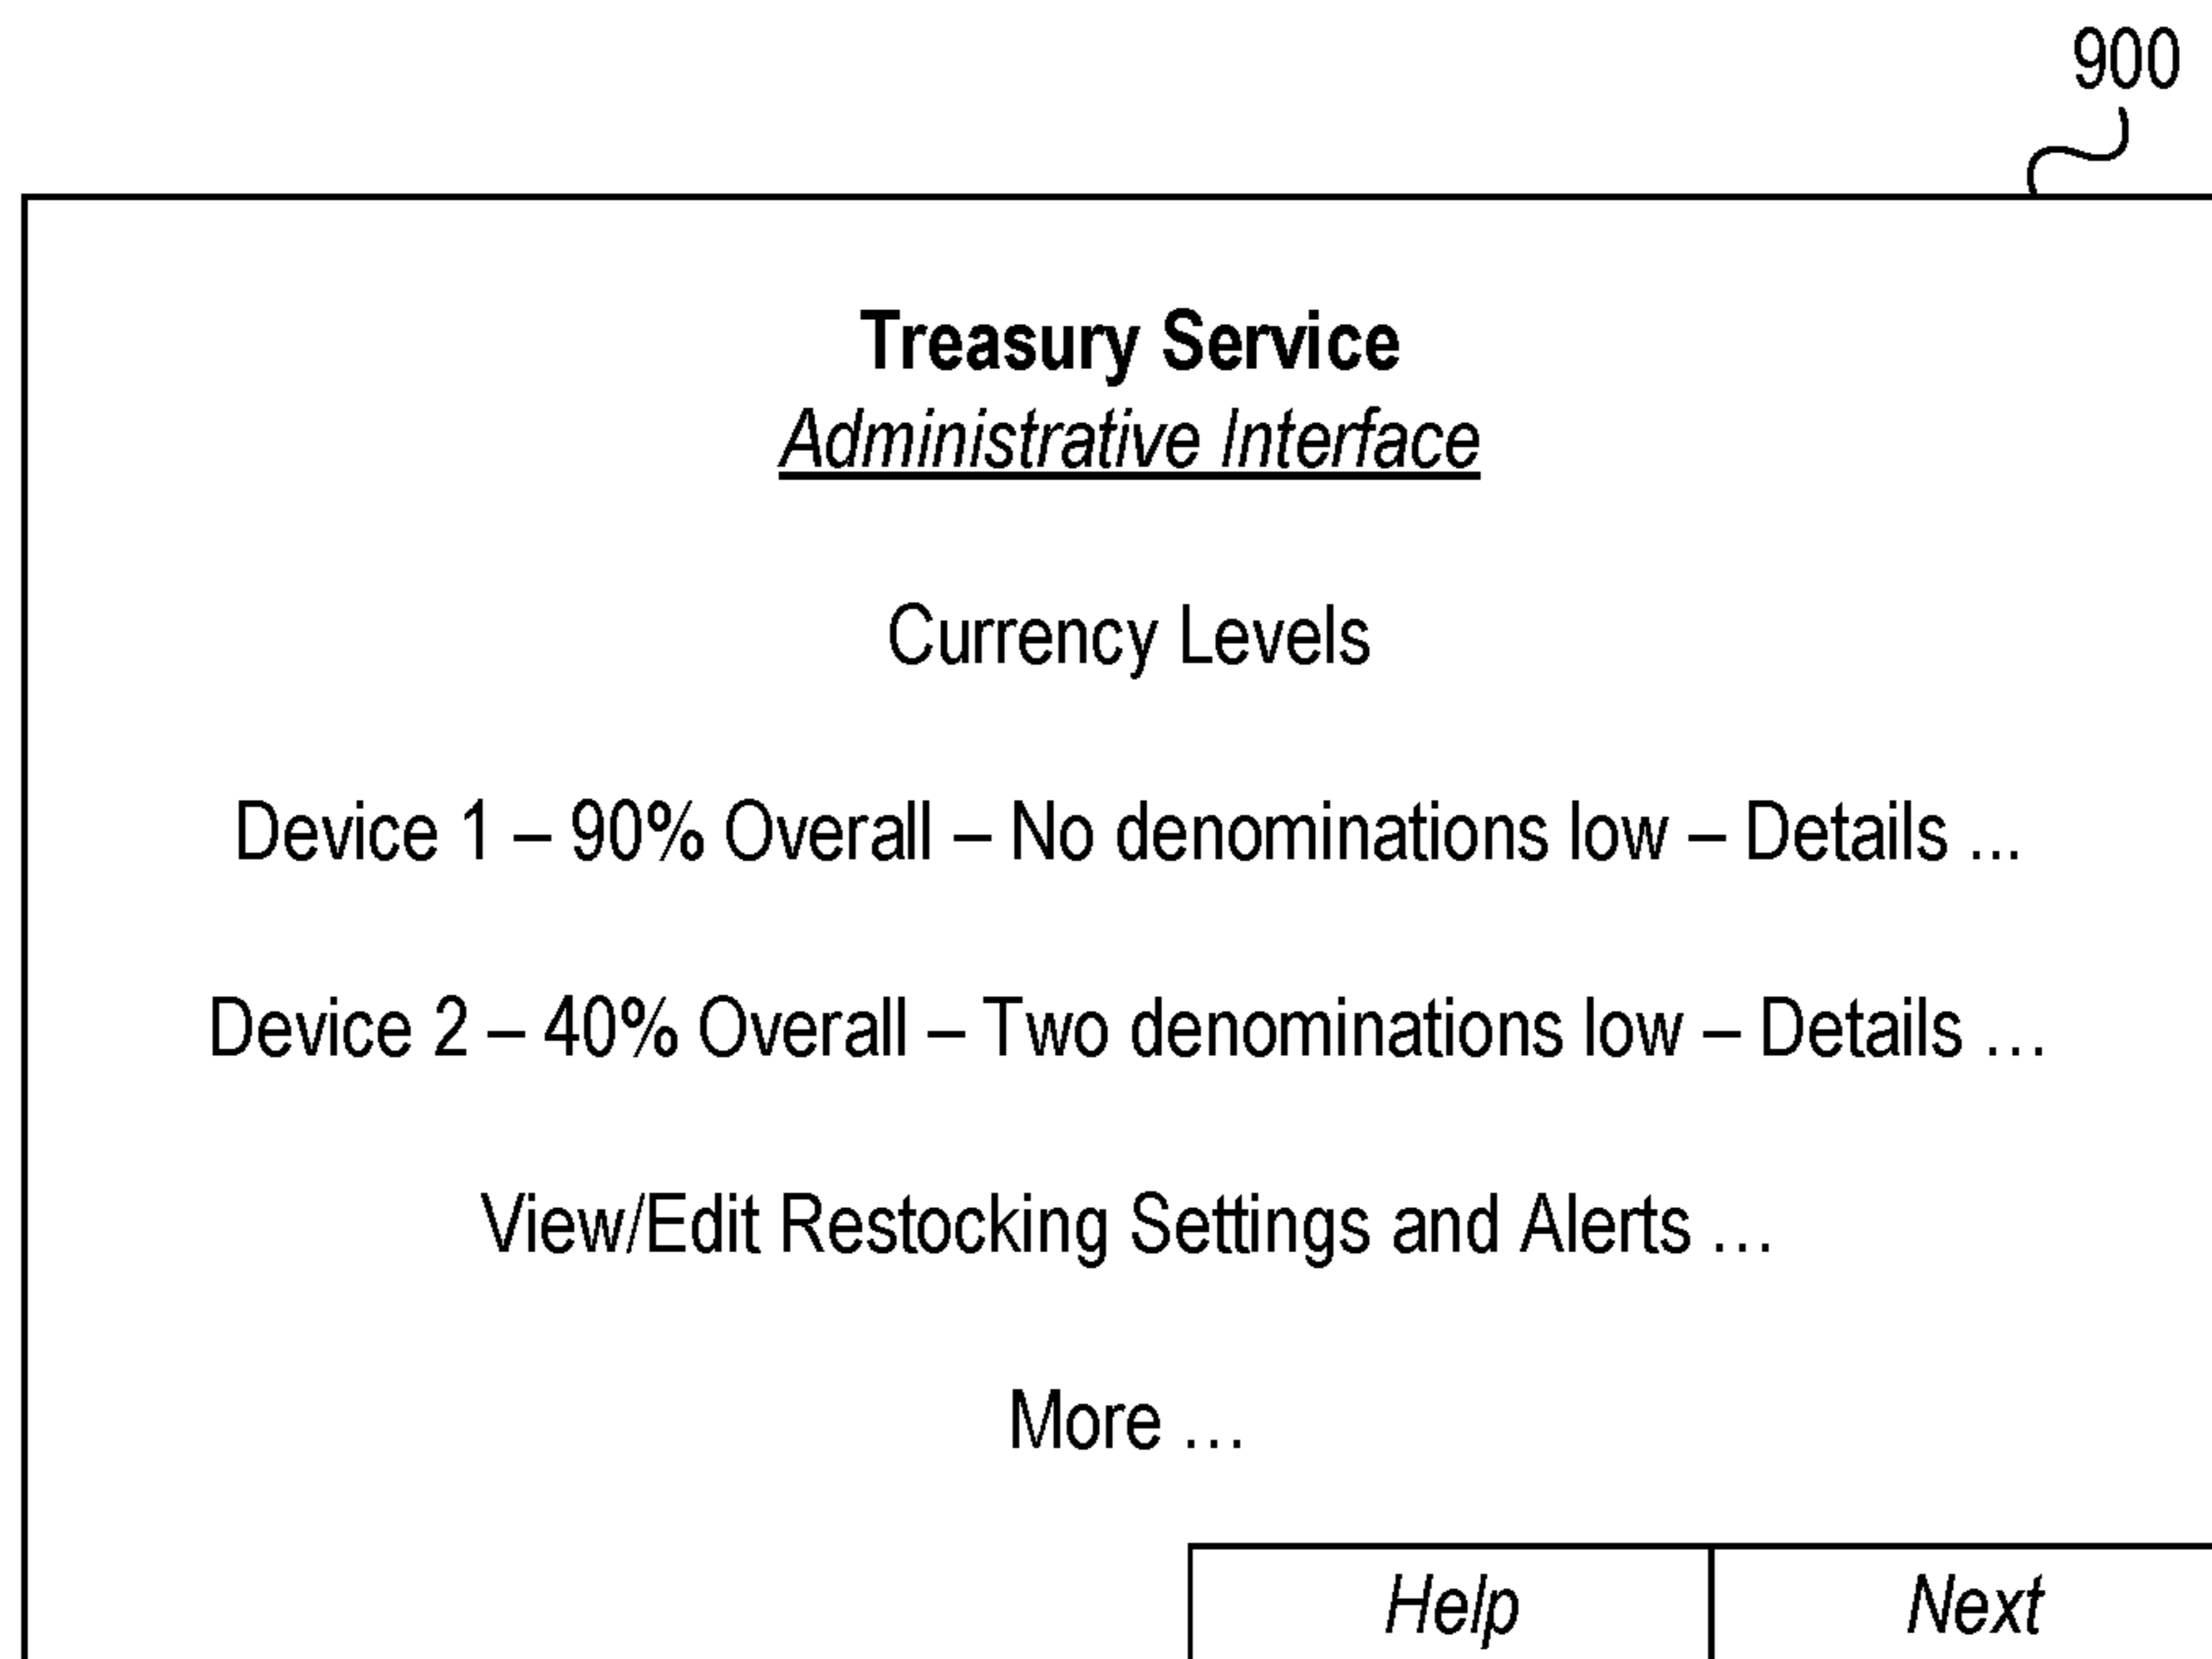 900
Treasury Service
Administrative Interface
Currency Levels
Device 1 – 90% Overall – No denominations low – Details ...
Device 2 – 40% Overall – Two denominations low – Details …
View/Edit Restocking Settings and Alerts …
More …
Help Next